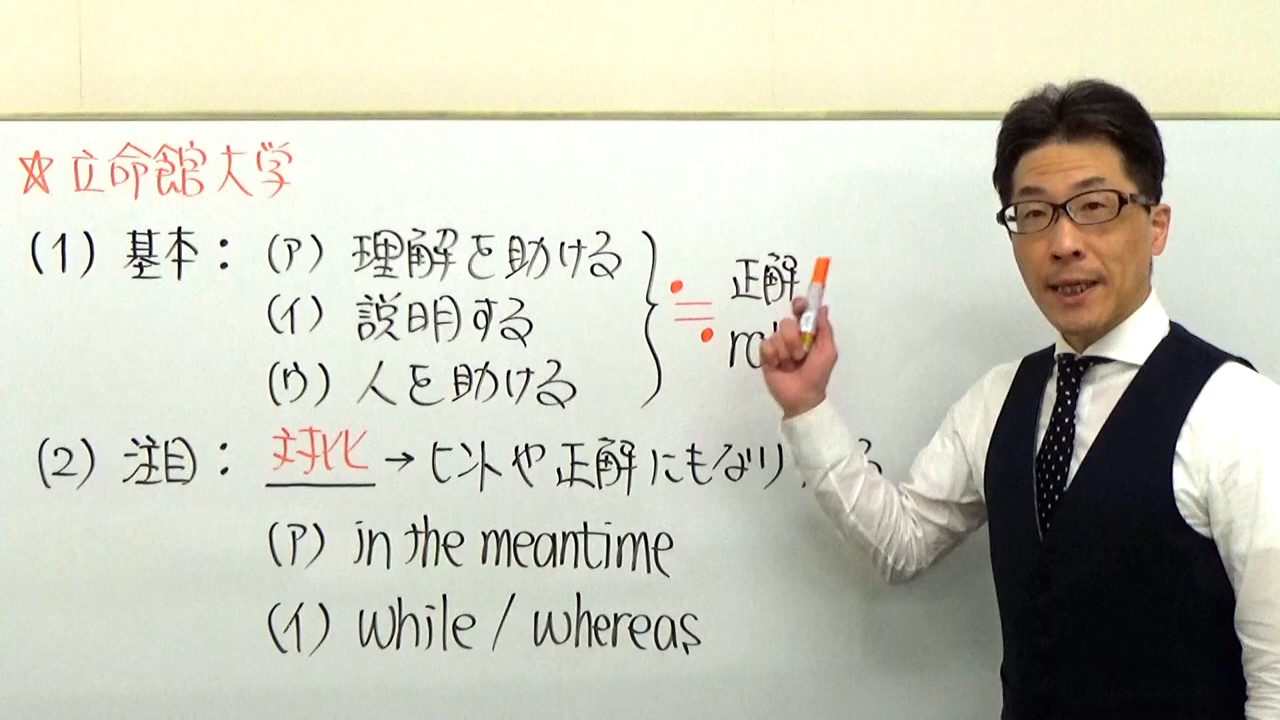 ☆立命館大学
(1) 基本: (ア) 理解を助ける
(イ) 説明する
(ウ) 人を助ける
≒ 正解
(2) 注目: 対比 → ヒントや正解にもなり
(ア) in the meantime
(イ) while / whereas